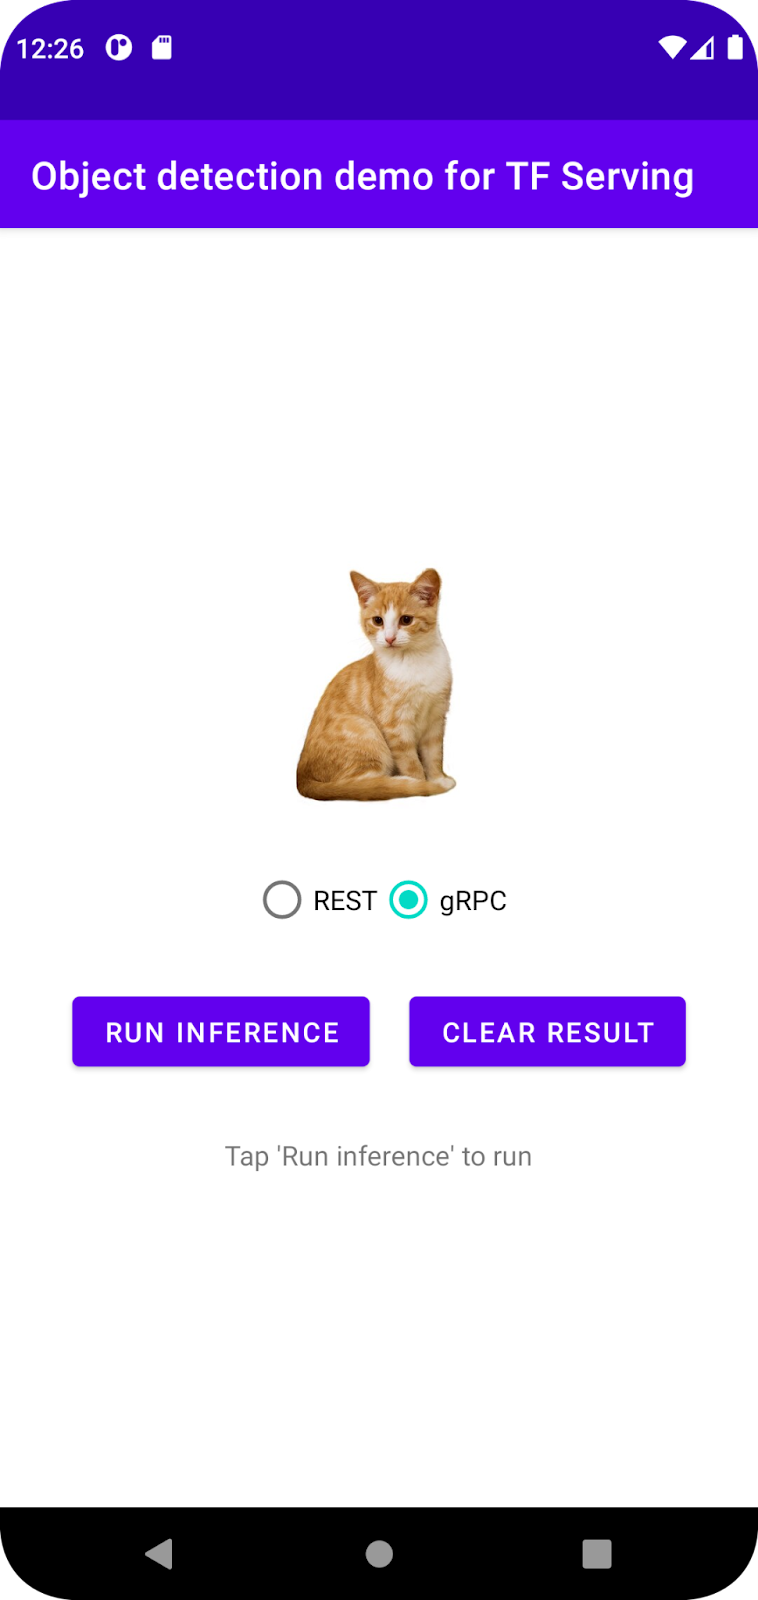 12:26
Object detection demo for TF Serving
REST gRPC
RUN INFERENCE CLEAR RESULT
Tap 'Run inference' to run